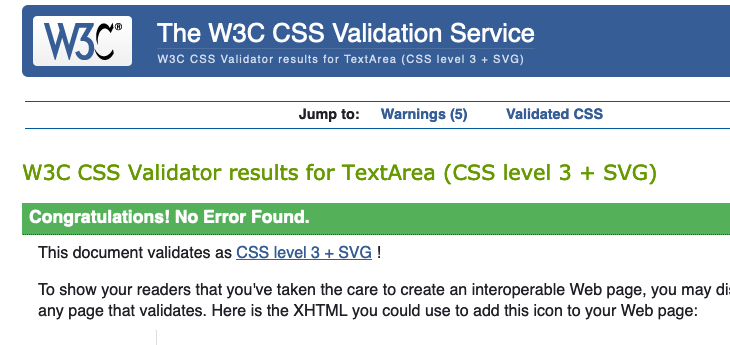 W3C®
The W3C CSS Validation Service
W3C CSS Validator results for TextArea (CSS level 3 + SVG)
Jump to: Warnings (5) Validated CSS
W3C CSS Validator results for TextArea (CSS level 3 + SVG)
Congratulations! No Error Found.
This document validates as CSS level 3 + SVG !
To show your readers that you've taken the care to create an interoperable Web page, you may
any page that validates. Here is the XHTML you could use to add this icon to your Web page: